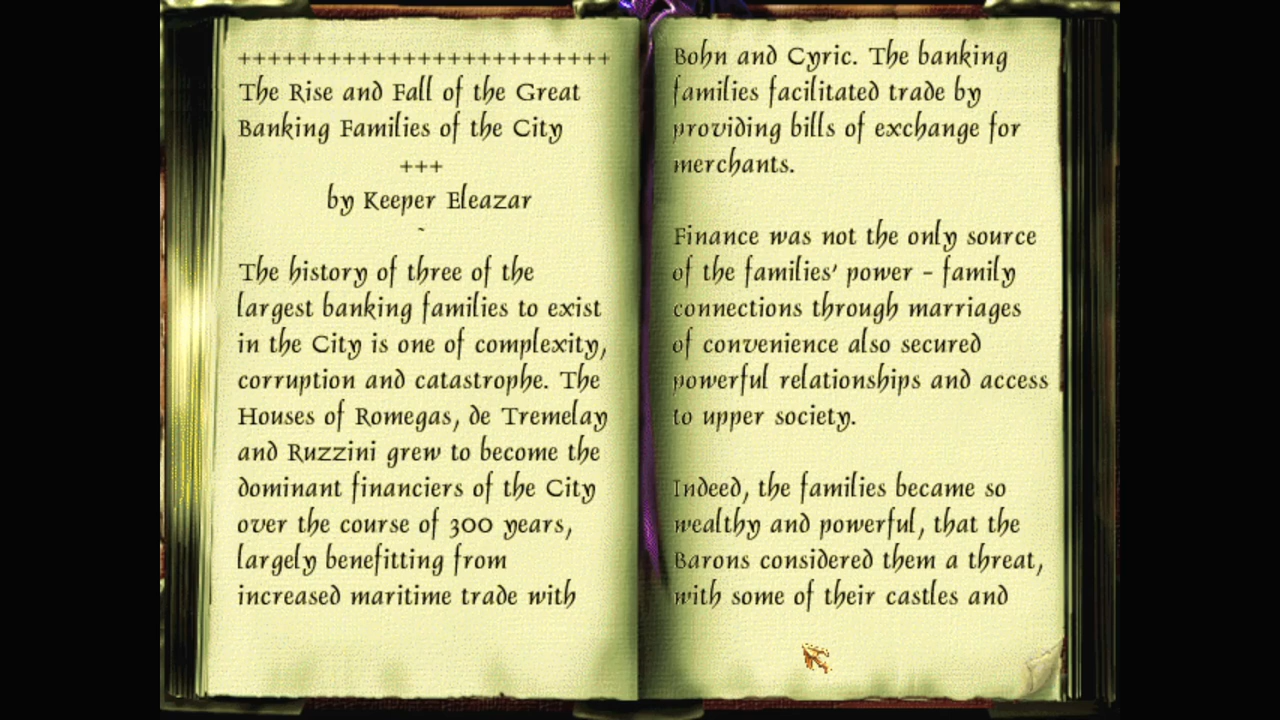 +++++++++++++++++++++++++
The Rise and Fall of the Great
Banking Families of the City
+++
by Keeper Eleazar
~
The history of three of the
largest banking families to exist
in the City is one of complexity,
corruption and catastrophe. The
Houses of Romegas, de Tremelay
and Ruzzini grew to become the
dominant financiers of the City
over the course of 300 years,
largely benefitting from
increased maritime trade with
Bohn and Cyric. The banking
families facilitated trade by
providing bills of exchange for
merchants.
Finance was not the only source
of the families' power - family
connections through marriages
of convenience also secured
powerful relationships and access
to upper society.
Indeed, the families became so
wealthy and powerful, that the
Barons considered them a threat,
with some of their castles and